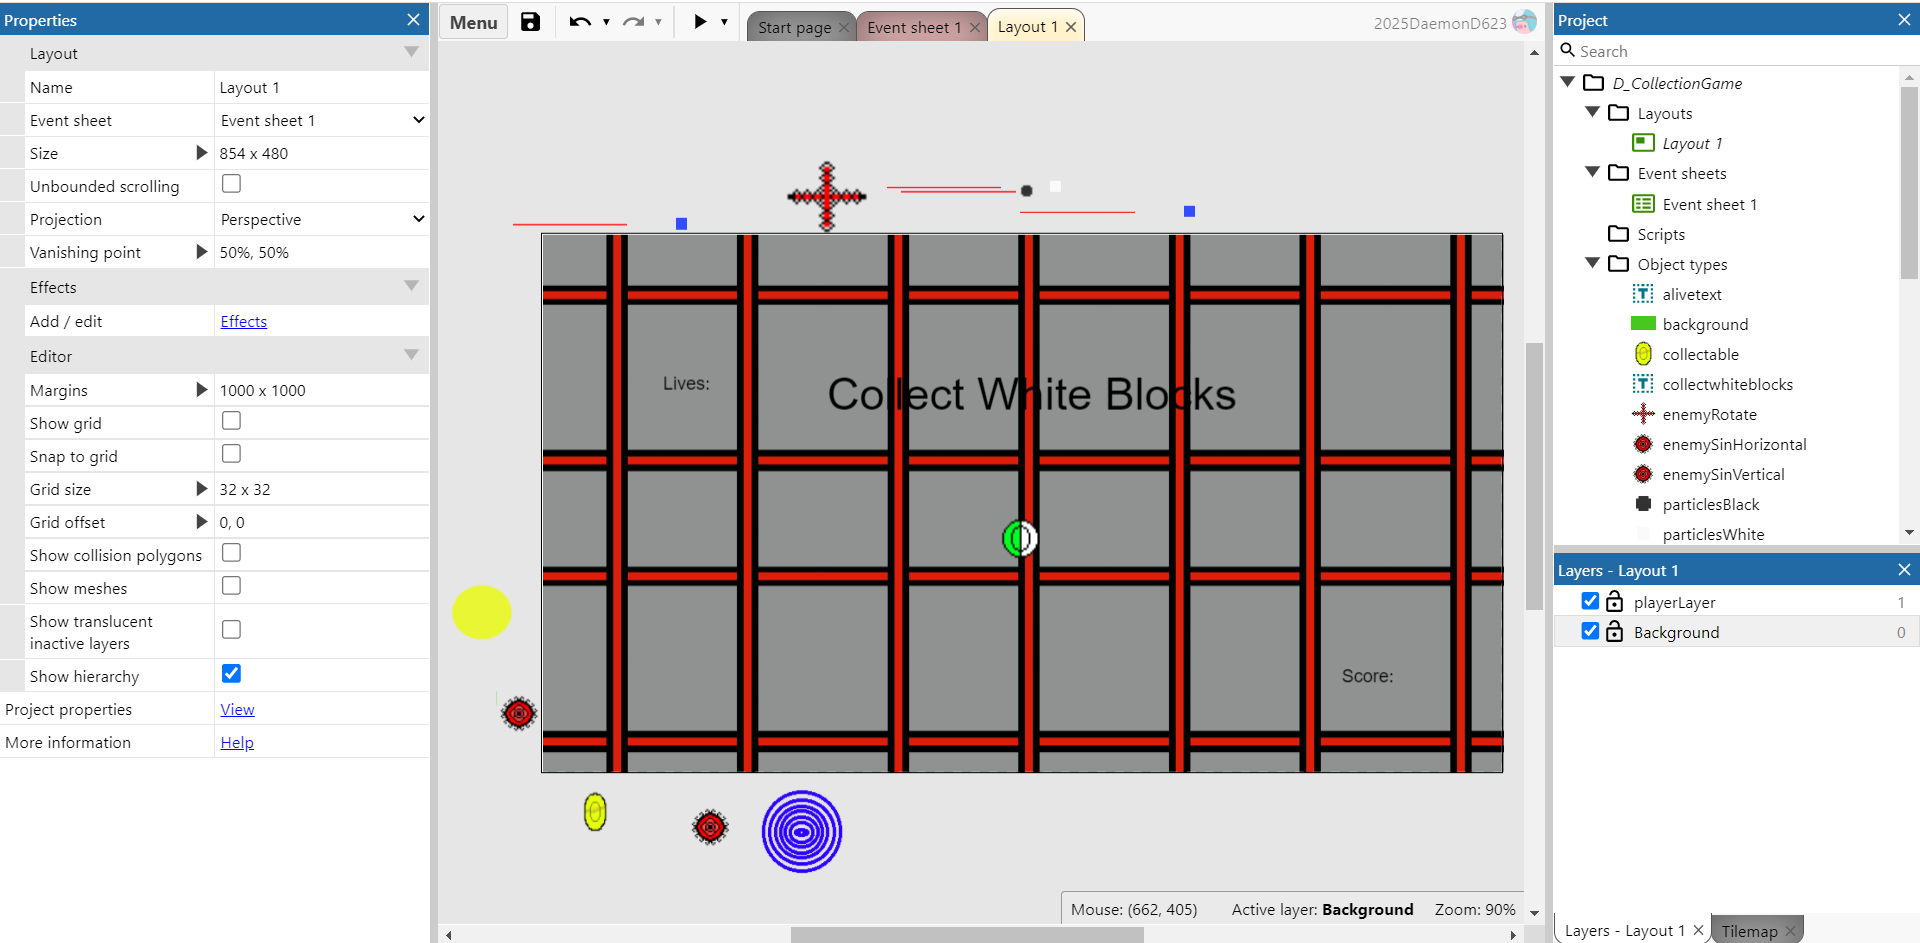 Properties
Layout
Name Layout 1
Event sheet Event sheet 1
Size 854 x 480
Unbounded scrolling
Projection Perspective
Vanishing point 50%, 50%
Effects
Add / edit Effects
Editor
Margins 1000 x 1000
Show grid
Snap to grid
Grid size 32 x 32
Grid offset 0, 0
Show collision polygons
Show meshes
Show translucent
inactive layers
Show hierarchy
Project properties View
More information Help
Menu
Start page
Event sheet 1
Layout 1
2025DaemonD623
Lives:
Collect White Blocks
Score:
Mouse: (662, 405) Active layer: Background Zoom: 90%
Project
Search
D_CollectionGame
Layouts
Layout 1
Event sheets
Event sheet 1
Scripts
Object types
alivetext
background
collectable
collectwhiteblocks
enemyRotate
enemySinHorizontal
enemySinVertical
particlesBlack
particlesWhite
Layers - Layout 1
playerLayer 1
Background 0
Layers - Layout 1
Tilemap